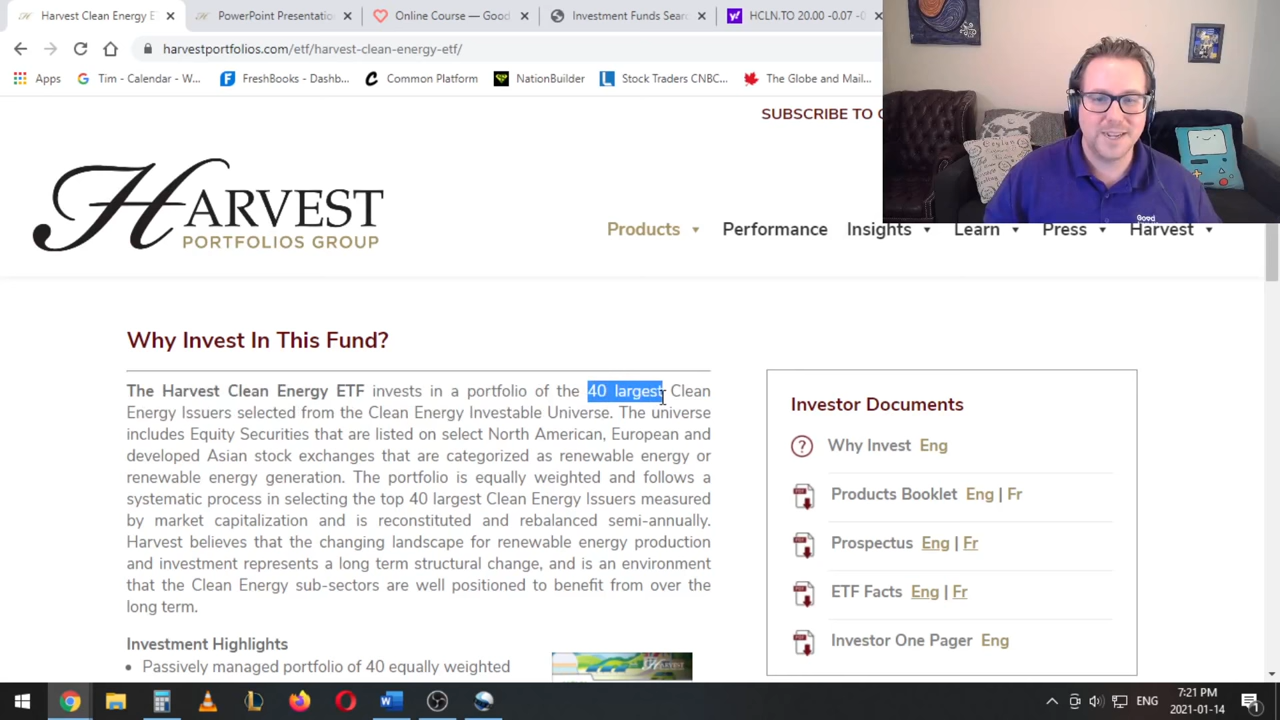 Harvest Clean Energy E
PowerPoint Presentatio
Online Course — Good
Investment Funds Sear
HCLN.TO 20.00 -0.07 -0
harvestportfolios.com/etf/harvest-clean-energy-etf/
Apps
Tim - Calendar - W...
FreshBooks - Dashb...
Common Platform
NationBuilder
Stock Traders CNBC...
The Globe and Mail...
SUBSCRIBE TO
HARVEST
PORTFOLIOS GROUP
Good
Products
Performance
Insights
Learn
Press
Harvest
Why Invest In This Fund?
The Harvest Clean Energy ETF invests in a portfolio of the 40 largest Clean
Energy Issuers selected from the Clean Energy Investable Universe. The universe
includes Equity Securities that are listed on select North American, European and
developed Asian stock exchanges that are categorized as renewable energy or
renewable energy generation. The portfolio is equally weighted and follows a
systematic process in selecting the top 40 largest Clean Energy Issuers measured
by market capitalization and is reconstituted and rebalanced semi-annually.
Harvest believes that the changing landscape for renewable energy production
and investment represents a long term structural change, and is an environment
that the Clean Energy sub-sectors are well positioned to benefit from over the
long term.
Investment Highlights
• Passively managed portfolio of 40 equally weighted
Investor Documents
Why Invest Eng
Products Booklet Eng | Fr
Prospectus Eng | Fr
ETF Facts Eng | Fr
Investor One Pager Eng
ENG
7:21 PM
2021-01-14